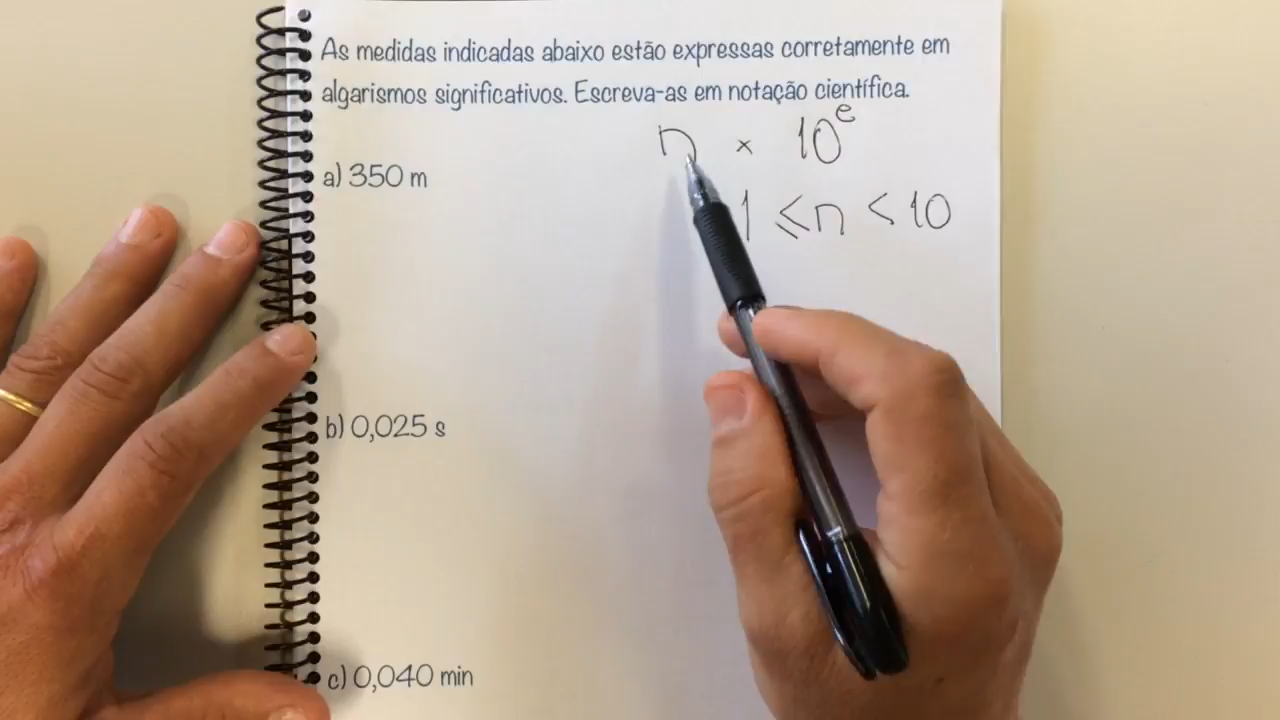 As medidas indicadas abaixo estão expressas corretamente em
algarismos significativos. Escreva-as em notação científica.
n × 10^e
a) 350 m
1 ≤ n < 10
b) 0,025 s
c) 0,040 min